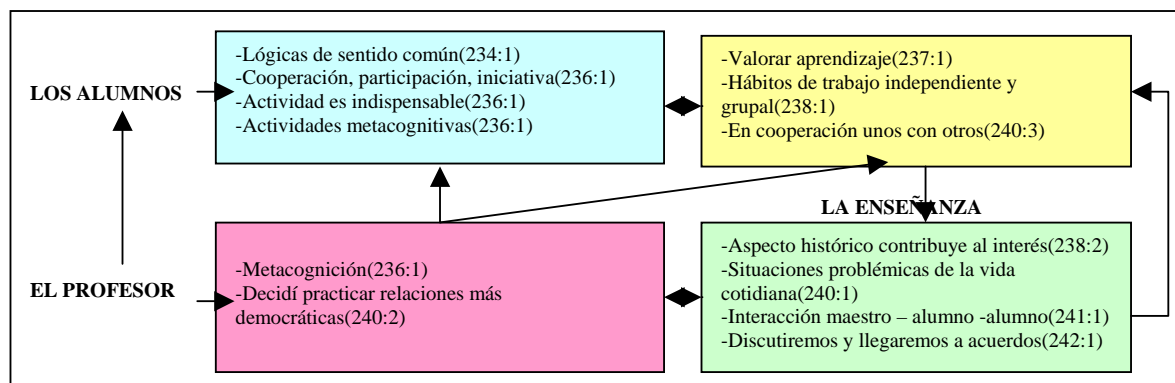 LOS ALUMNOS
-Lógicas de sentido común(234:1)
-Cooperación, participación, iniciativa(236:1)
-Actividad es indispensable(236:1)
-Actividades metacognitivas(236:1)
-Valorar aprendizaje(237:1)
-Hábitos de trabajo independiente y
grupal(238:1)
-En cooperación unos con otros(240:3)
LA ENSEÑANZA
EL PROFESOR
-Metacognición(236:1)
-Decidí practicar relaciones más
democráticas(240:2)
-Aspecto histórico contribuye al interés(238:2)
-Situaciones problémicas de la vida
cotidiana(240:1)
-Interacción maestro – alumno -alumno(241:1)
-Discutiremos y llegaremos a acuerdos(242:1)